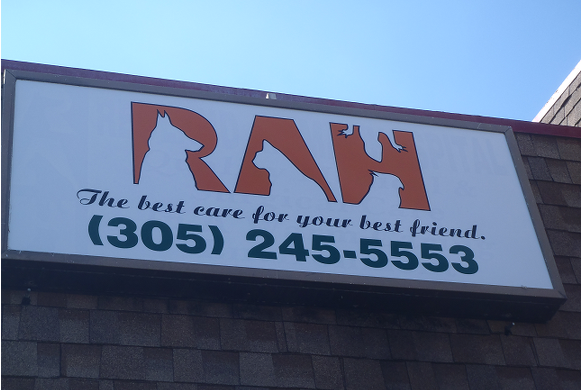 RAH
The best care for your best friend.
(305) 245-5553